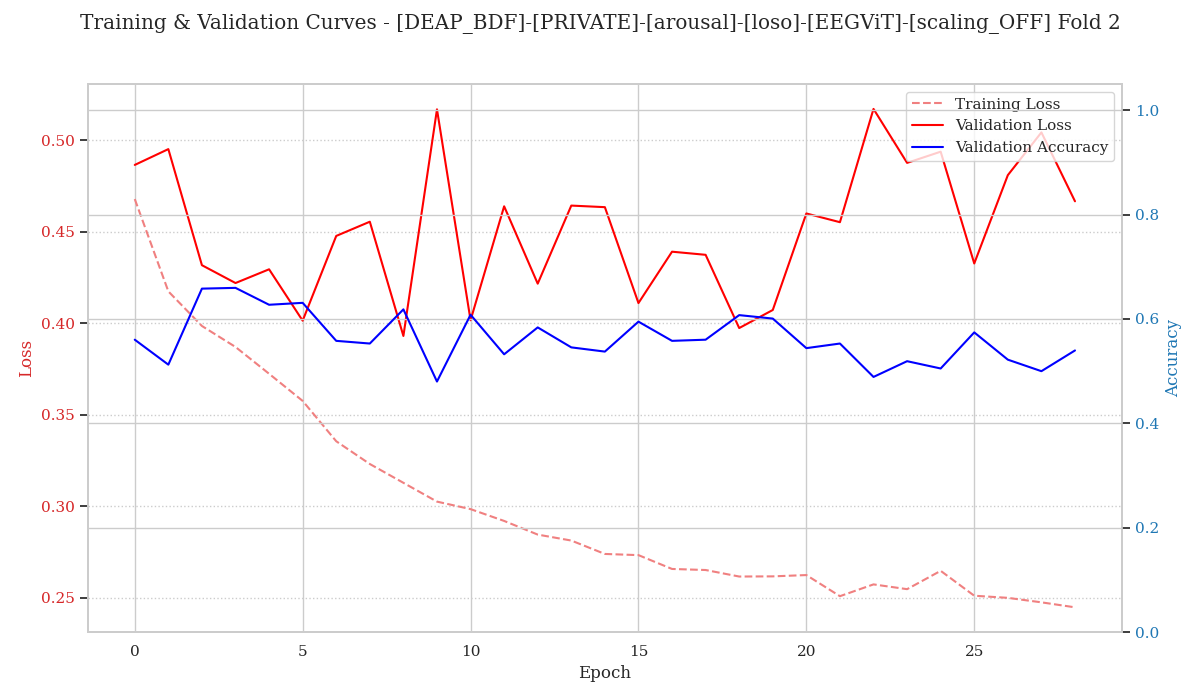 Training & Validation Curves - [DEAP_BDF]-[PRIVATE]-[arousal]-[loso]-[EEGViT]-[scaling_OFF] Fold 2
Training Loss
Validation Loss
Validation Accuracy
Loss
0.50
0.45
0.40
0.35
0.30
0.25
1.0
0.8
0.6
0.4
0.2
0.0
Accuracy
0
5
10
15
20
25
Epoch